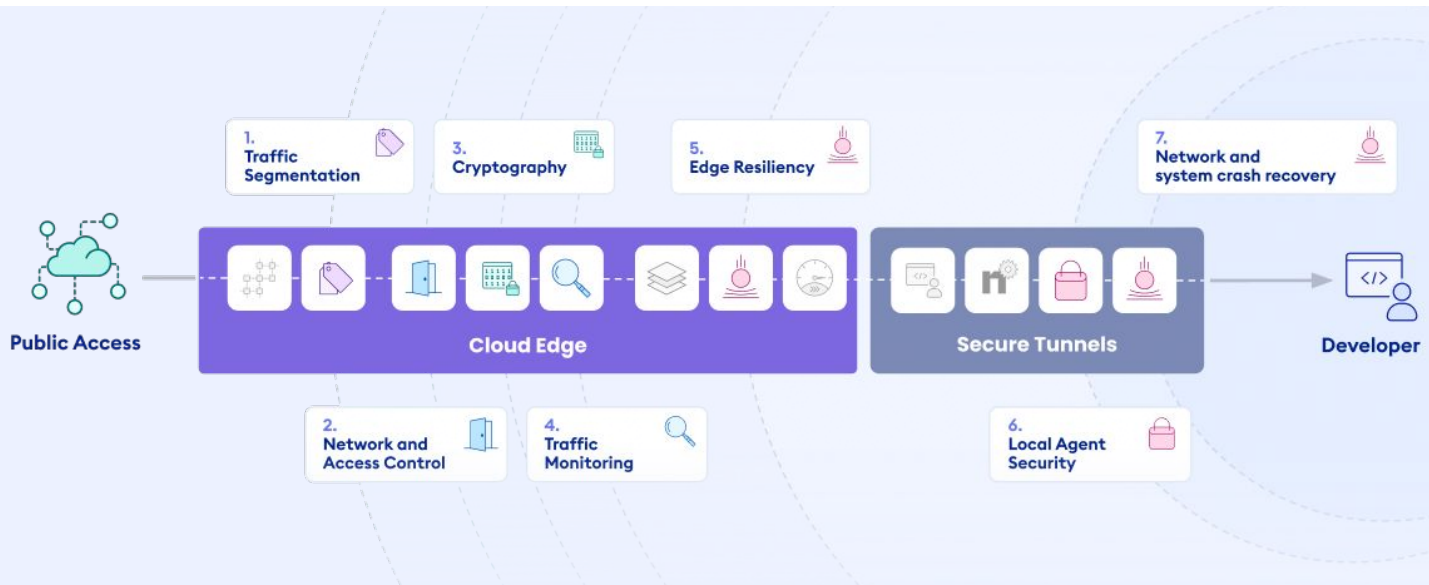 1.
Traffic
Segmentation
3.
Cryptography
5.
Edge Resiliency
7.
Network and
system crash recovery
Public Access
Cloud Edge
n
Secure Tunnels
</>
Developer
2.
Network and
Access Control
4.
Traffic
Monitoring
6.
Local Agent
Security